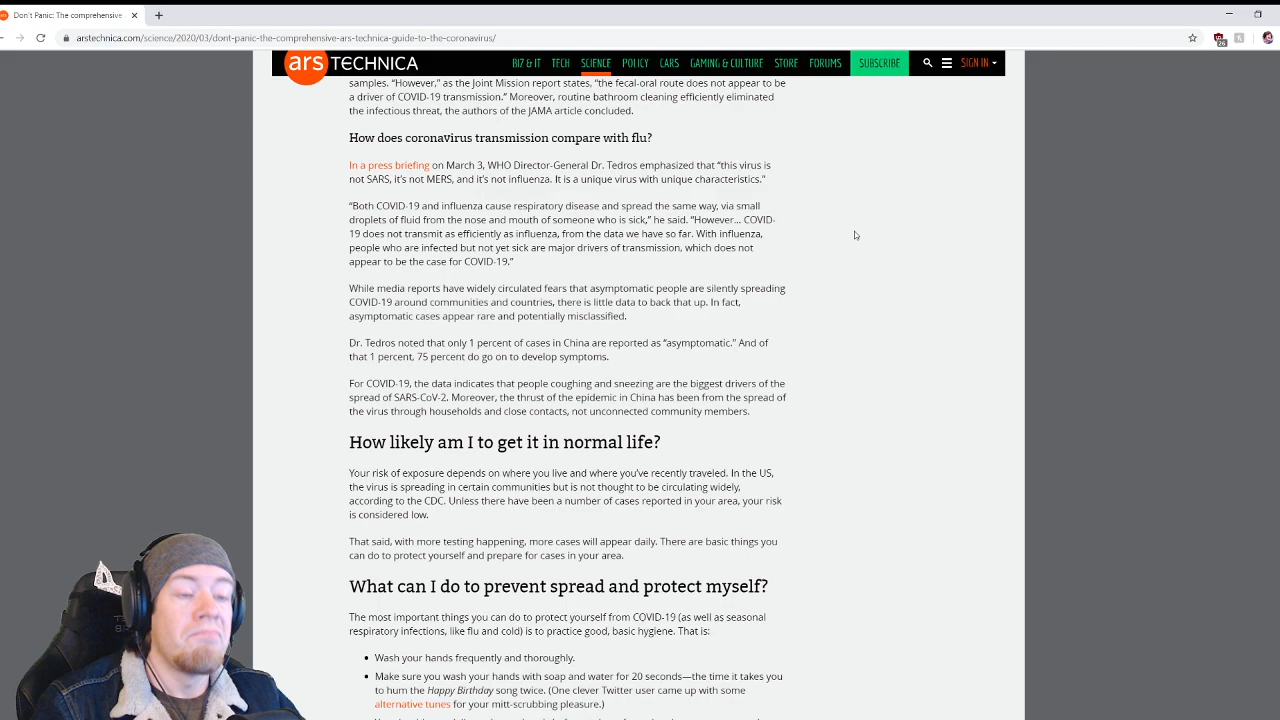 Don't Panic: The comprehensive
arstechnica.com/science/2020/03/dont-panic-the-comprehensive-ars-technica-guide-to-the-coronavirus/
26
ars TECHNICA
BIZ & IT TECH SCIENCE POLICY CARS GAMING & CULTURE STORE FORUMS SUBSCRIBE SIGN IN
samples. “However,” as the Joint Mission report states, “the fecal-oral route does not appear to be
a driver of COVID-19 transmission.” Moreover, routine bathroom cleaning efficiently eliminated
the infectious threat, the authors of the JAMA article concluded.
How does coronavirus transmission compare with flu?
In a press briefing on March 3, WHO Director-General Dr. Tedros emphasized that “this virus is
not SARS, it’s not MERS, and it’s not influenza. It is a unique virus with unique characteristics.”
“Both COVID-19 and influenza cause respiratory disease and spread the same way, via small
droplets of fluid from the nose and mouth of someone who is sick,” he said. “However... COVID-
19 does not transmit as efficiently as influenza, from the data we have so far. With influenza,
people who are infected but not yet sick are major drivers of transmission, which does not
appear to be the case for COVID-19.”
While media reports have widely circulated fears that asymptomatic people are silently spreading
COVID-19 around communities and countries, there is little data to back that up. In fact,
asymptomatic cases appear rare and potentially misclassified.
Dr. Tedros noted that only 1 percent of cases in China are reported as “asymptomatic.” And of
that 1 percent, 75 percent do go on to develop symptoms.
For COVID-19, the data indicates that people coughing and sneezing are the biggest drivers of the
spread of SARS-CoV-2. Moreover, the thrust of the epidemic in China has been from the spread of
the virus through households and close contacts, not unconnected community members.
How likely am I to get it in normal life?
Your risk of exposure depends on where you live and where you’ve recently traveled. In the US,
the virus is spreading in certain communities but is not thought to be circulating widely,
according to the CDC. Unless there have been a number of cases reported in your area, your risk
is considered low.
That said, with more testing happening, more cases will appear daily. There are basic things you
can do to protect yourself and prepare for cases in your area.
What can I do to prevent spread and protect myself?
The most important things you can do to protect yourself from COVID-19 (as well as seasonal
respiratory infections, like flu and cold) is to practice good, basic hygiene. That is:
Wash your hands frequently and thoroughly.
Make sure you wash your hands with soap and water for 20 seconds—the time it takes you
to hum the Happy Birthday song twice. (One clever Twitter user came up with some
alternative tunes for your mitt-scrubbing pleasure.)